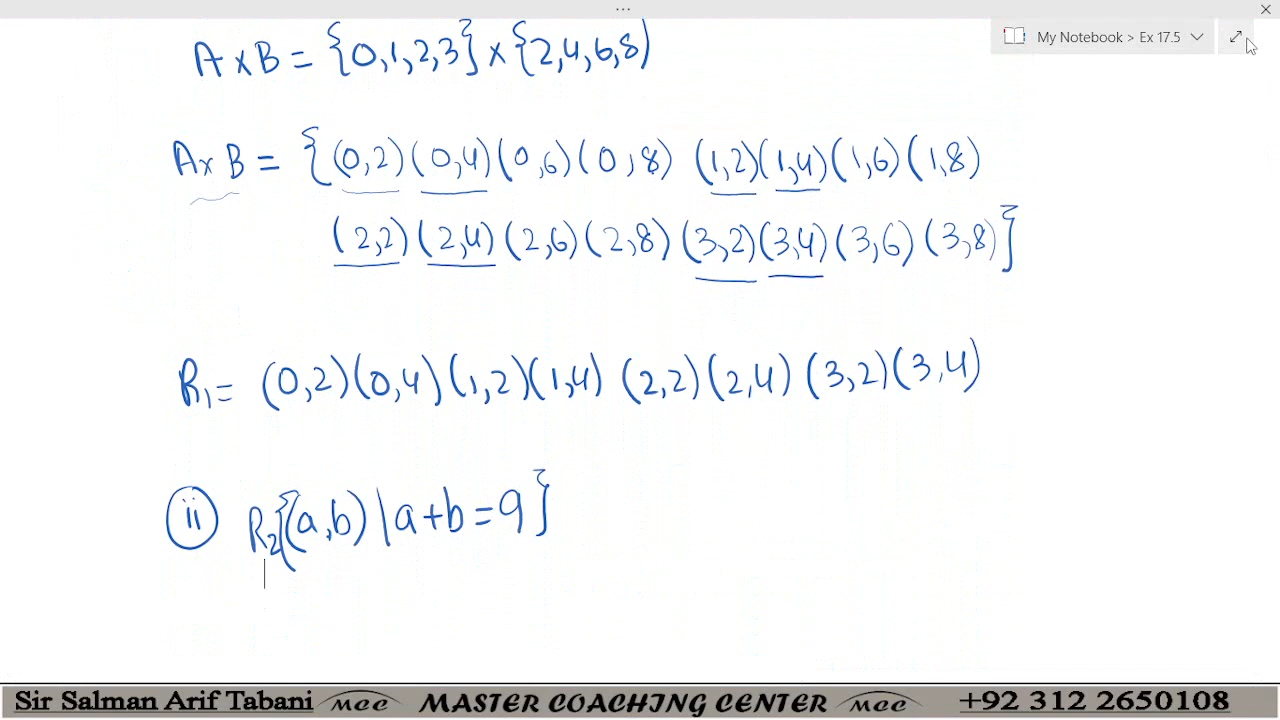 My Notebook > Ex 17.5
A × B = {0,1,2,3} × {2,4,6,8)
A × B = {(0,2)(0,4)(0,6)(0,8) (1,2)(1,4)(1,6)(1,8)
(2,2)(2,4)(2,6)(2,8)(3,2)(3,4)(3,6)(3,8)}
R₁= (0,2)(0,4)(1,2)(1,4) (2,2)(2,4)(3,2)(3,4)
ii R₂{(a,b) | a+b=9}
Sir Salman Arif Tabani mcc MASTER COACHING CENTER mcc +92 312 2650108